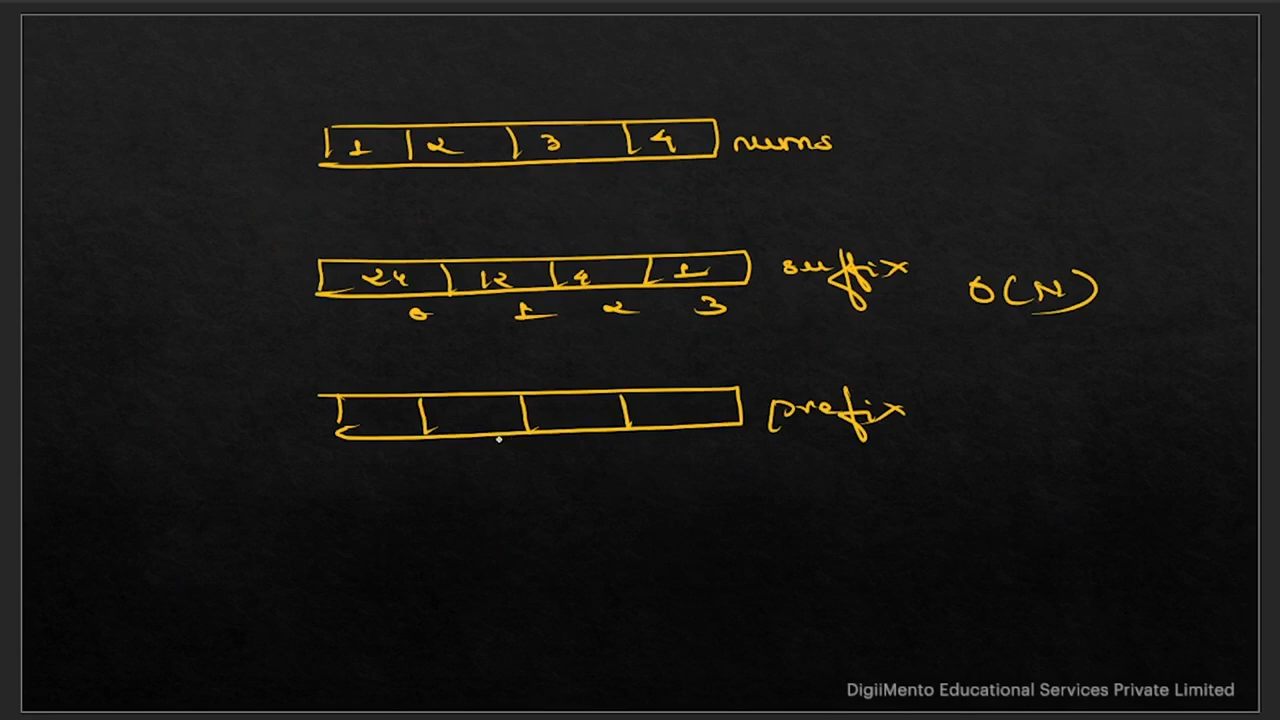 1 2 3 4 nums
24 12 4 1 suffix O(N)
0 1 2 3
prefix
DigiiMento Educational Services Private Limited